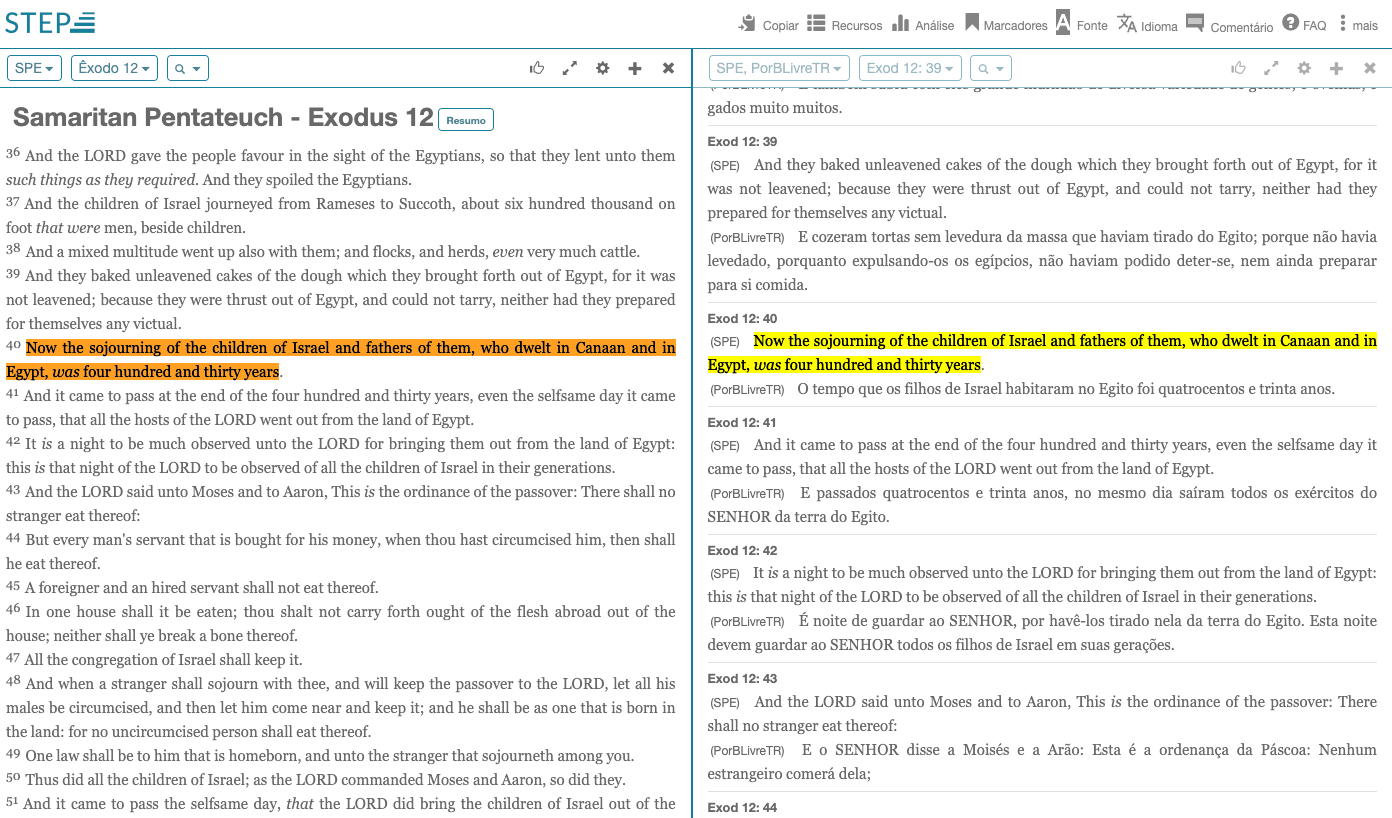 STEP
Copiar Recursos Análise Marcadores A Fonte Idioma Comentário FAQ mais
SPE Êxodo 12
Samaritan Pentateuch - Exodus 12 Resumo
36 And the LORD gave the people favour in the sight of the Egyptians, so that they lent unto them
such things as they required. And they spoiled the Egyptians.
37 And the children of Israel journeyed from Rameses to Succoth, about six hundred thousand on
foot that were men, beside children.
38 And a mixed multitude went up also with them; and flocks, and herds, even very much cattle.
39 And they baked unleavened cakes of the dough which they brought forth out of Egypt, for it was
not leavened; because they were thrust out of Egypt, and could not tarry, neither had they prepared
for themselves any victual.
40 Now the sojourning of the children of Israel and fathers of them, who dwelt in Canaan and in
Egypt, was four hundred and thirty years.
41 And it came to pass at the end of the four hundred and thirty years, even the selfsame day it came
to pass, that all the hosts of the LORD went out from the land of Egypt.
42 It is a night to be much observed unto the LORD for bringing them out from the land of Egypt:
this is that night of the LORD to be observed of all the children of Israel in their generations.
43 And the LORD said unto Moses and to Aaron, This is the ordinance of the passover: There shall no
stranger eat thereof:
44 But every man's servant that is bought for his money, when thou hast circumcised him, then shall
he eat thereof.
45 A foreigner and an hired servant shall not eat thereof.
46 In one house shall it be eaten; thou shalt not carry forth ought of the flesh abroad out of the
house; neither shall ye break a bone thereof.
47 All the congregation of Israel shall keep it.
48 And when a stranger shall sojourn with thee, and will keep the passover to the LORD, let all his
males be circumcised, and then let him come near and keep it; and he shall be as one that is born in
the land: for no uncircumcised person shall eat thereof.
49 One law shall be to him that is homeborn, and unto the stranger that sojourneth among you.
50 Thus did all the children of Israel; as the LORD commanded Moses and Aaron, so did they.
51 And it came to pass the selfsame day, that the LORD did bring the children of Israel out of the
SPE, PorBLivreTR Exod 12: 39
gados muito muitos.
Exod 12: 39
(SPE) And they baked unleavened cakes of the dough which they brought forth out of Egypt, for it
was not leavened; because they were thrust out of Egypt, and could not tarry, neither had they
prepared for themselves any victual.
(PorBLivreTR) E cozeram tortas sem levedura da massa que haviam tirado do Egito; porque não havia
levedado, porquanto expulsando-os os egípcios, não haviam podido deter-se, nem ainda preparar
para si comida.
Exod 12: 40
(SPE) Now the sojourning of the children of Israel and fathers of them, who dwelt in Canaan and in
Egypt, was four hundred and thirty years.
(PorBLivreTR) O tempo que os filhos de Israel habitaram no Egito foi quatrocentos e trinta anos.
Exod 12: 41
(SPE) And it came to pass at the end of the four hundred and thirty years, even the selfsame day it
came to pass, that all the hosts of the LORD went out from the land of Egypt.
(PorBLivreTR) E passados quatrocentos e trinta anos, no mesmo dia saíram todos os exércitos do
SENHOR da terra do Egito.
Exod 12: 42
(SPE) It is a night to be much observed unto the LORD for bringing them out from the land of Egypt:
this is that night of the LORD to be observed of all the children of Israel in their generations.
(PorBLivreTR) É noite de guardar ao SENHOR, por havê-los tirado nela da terra do Egito. Esta noite
devem guardar ao SENHOR todos os filhos de Israel em suas gerações.
Exod 12: 43
(SPE) And the LORD said unto Moses and to Aaron, This is the ordinance of the passover: There
shall no stranger eat thereof:
(PorBLivreTR) E o SENHOR disse a Moisés e a Arão: Esta é a ordenança da Páscoa: Nenhum
estrangeiro comerá dela;
Exod 12: 44